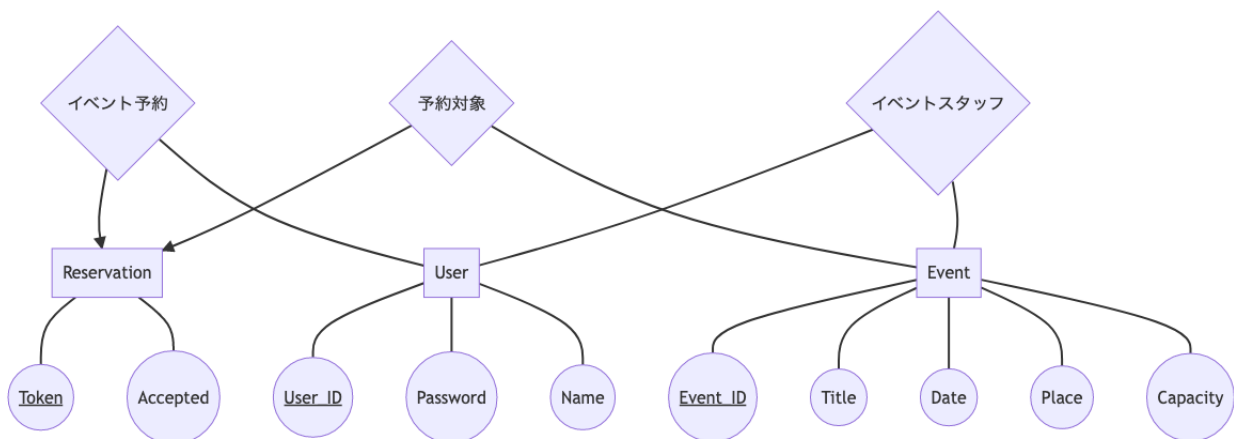 イベント予約
予約対象
イベントスタッフ
Reservation
User
Event
Token
Accepted
User_ID
Password
Name
Event_ID
Title
Date
Place
Capacity